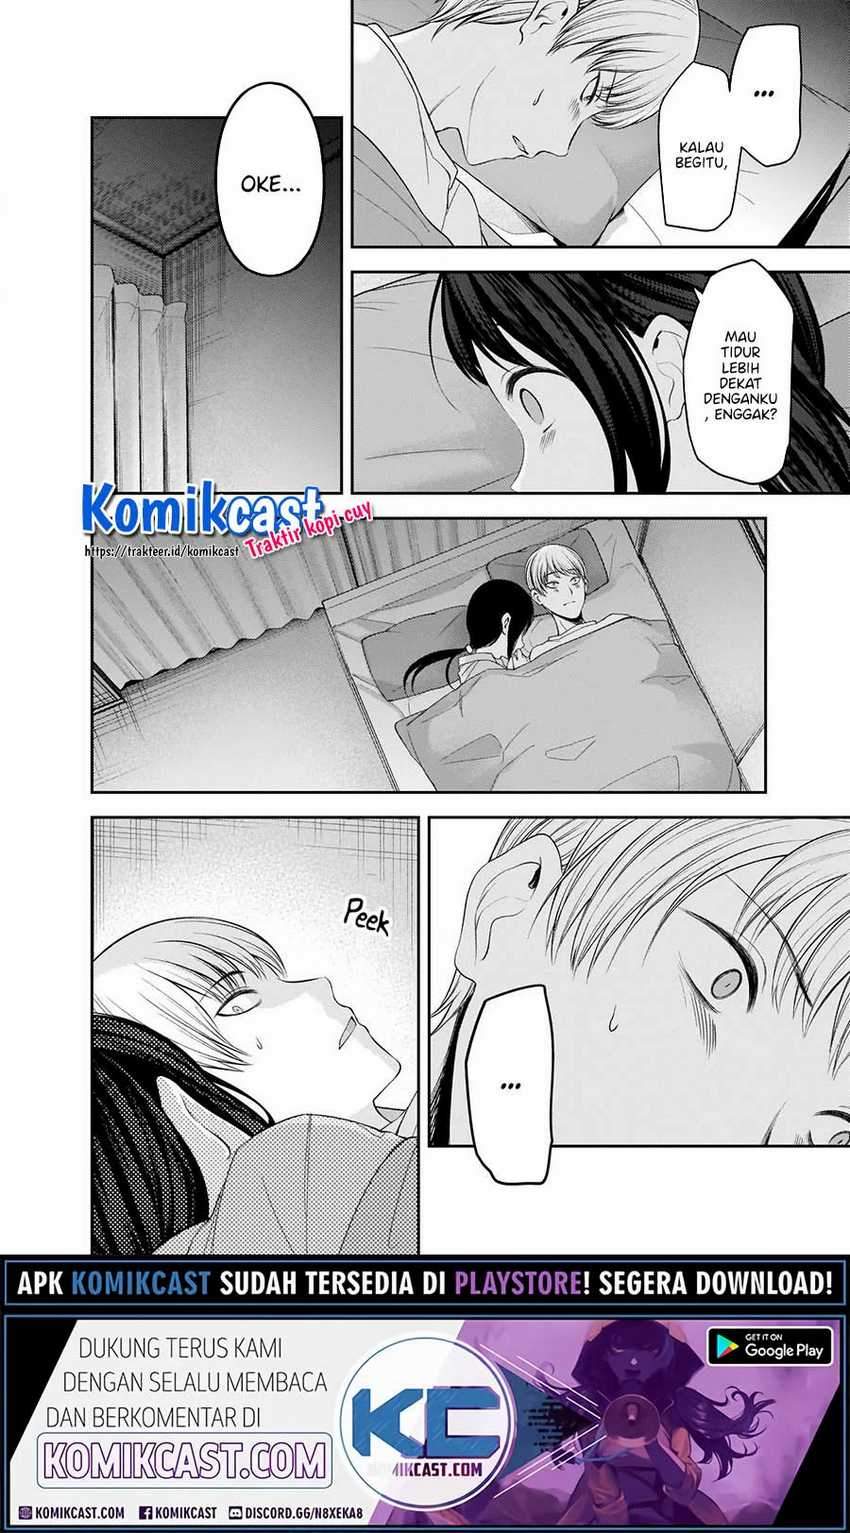 ...
KALAU
BEGITU,
MAU
TIDUR
LEBIH
DEKAT
DENGANKU
, ENGGAK?
OKE...
Komikcast
Traktir kopi cuy
https://trakteer.id/komikcast
...
Peek
APK KOMIKCAST SUDAH TERSEDIA DI PLAYSTORE! SEGERA DOWNLOAD!
DUKUNG TERUS KAMI
DENGAN SELALU MEMBACA
DAN BERKOMENTAR DI
KOMIKCAST.COM
KOMIKCAST.COM
KOMIKCAST
DISCORD.GG/N8XEKA8
KC
KOMIKCAST.COM
GET IT ON
Google Play